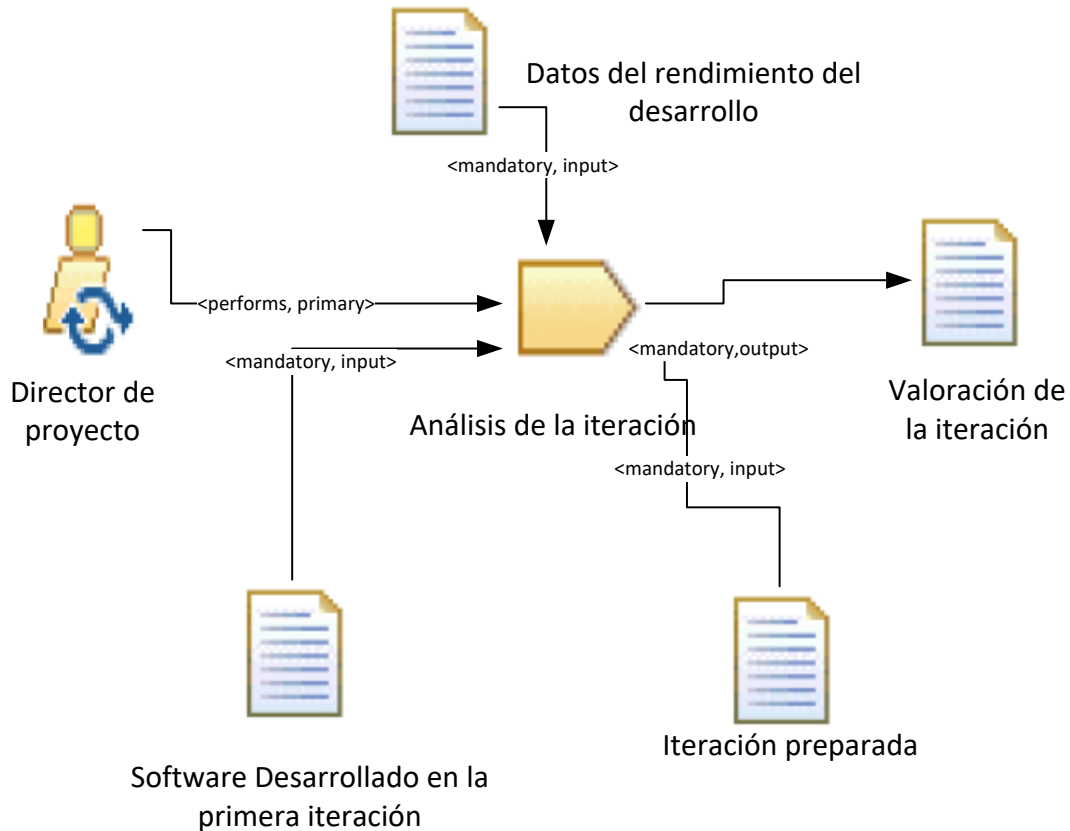 Datos del rendimiento del
desarrollo
<mandatory, input>
<performs, primary>
<mandatory, input>
<mandatory,output>
Director de
proyecto
Análisis de la iteración
Valoración de
la iteración
<mandatory, input>
Iteración preparada
Software Desarrollado en la
primera iteración